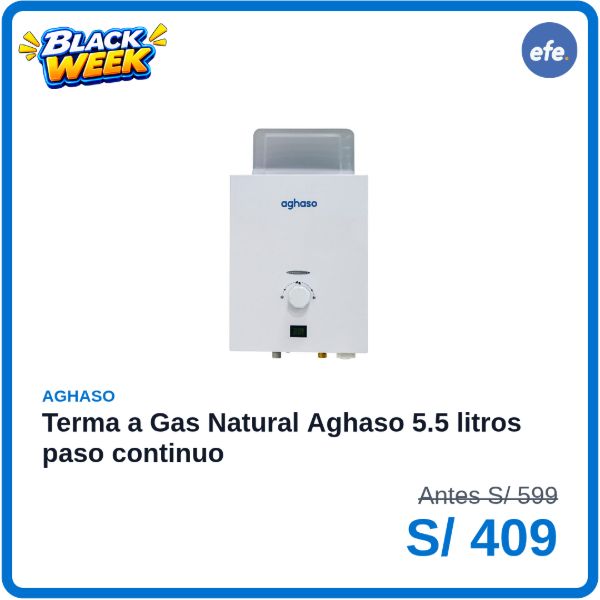 BLACK
WEEK
efe.
aghaso
AGHASO
Terma a Gas Natural Aghaso 5.5 litros
paso continuo
Antes S/ 599
S/ 409